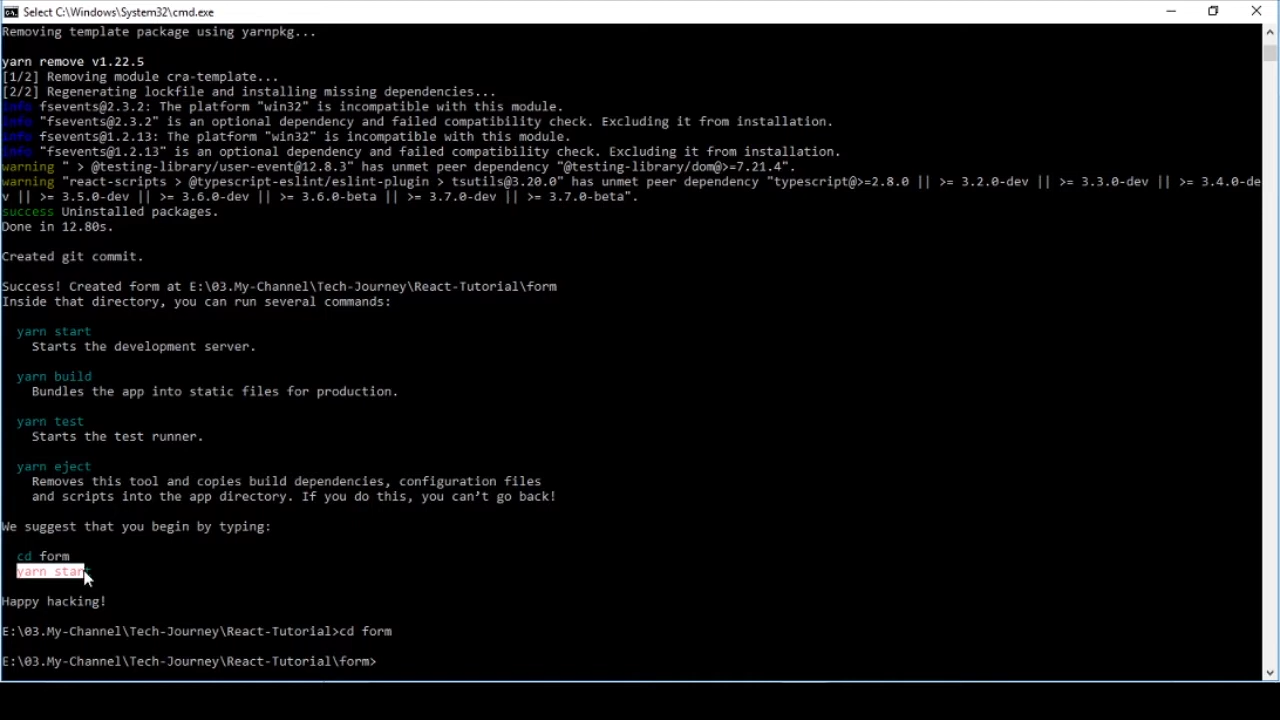 Select C:\Windows\System32\cmd.exe
Removing template package using yarnpkg...
yarn remove v1.22.5
[1/2] Removing module cra-template...
[2/2] Regenerating lockfile and installing missing dependencies...
info fsevents@2.3.2: The platform "win32" is incompatible with this module.
info "fsevents@2.3.2" is an optional dependency and failed compatibility check. Excluding it from installation.
info fsevents@1.2.13: The platform "win32" is incompatible with this module.
info "fsevents@1.2.13" is an optional dependency and failed compatibility check. Excluding it from installation.
warning " > @testing-library/user-event@12.8.3" has unmet peer dependency "@testing-library/dom@>=7.21.4".
warning "react-scripts > @typescript-eslint/eslint-plugin > tsutils@3.20.0" has unmet peer dependency "typescript@>=2.8.0 || >= 3.2.0-dev || >= 3.3.0-dev || >= 3.4.0-de
v || >= 3.5.0-dev || >= 3.6.0-dev || >= 3.6.0-beta || >= 3.7.0-dev || >= 3.7.0-beta".
success Uninstalled packages.
Done in 12.80s.
Created git commit.
Success! Created form at E:\03.My-Channel\Tech-Journey\React-Tutorial\form
Inside that directory, you can run several commands:
yarn start
Starts the development server.
yarn build
Bundles the app into static files for production.
yarn test
Starts the test runner.
yarn eject
Removes this tool and copies build dependencies, configuration files
and scripts into the app directory. If you do this, you can't go back!
We suggest that you begin by typing:
cd form
yarn start
Happy hacking!
E:\03.My-Channel\Tech-Journey\React-Tutorial>cd form
E:\03.My-Channel\Tech-Journey\React-Tutorial\form>